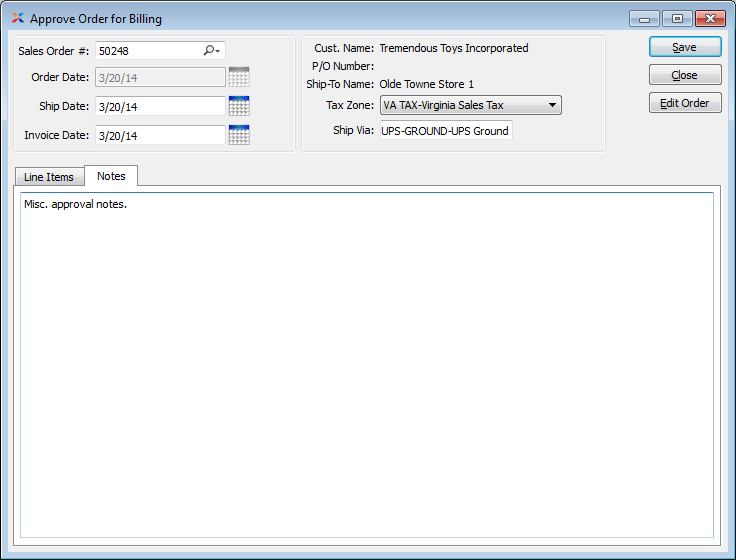 Approve Order for Billing
Sales Order #: 50248
Order Date: 3/20/14
Ship Date: 3/20/14
Invoice Date: 3/20/14
Cust. Name: Tremendous Toys Incorporated
P/O Number:
Ship-To Name: Olde Towne Store 1
Tax Zone: VA TAX-Virginia Sales Tax
Ship Via: UPS-GROUND-UPS Ground
Save
Close
Edit Order
Line Items Notes
Misc. approval notes.